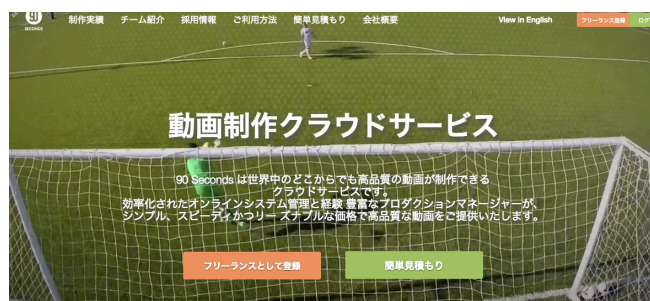 90
SECONDS
制作実績 チーム紹介 採用情報 ご利用方法 簡単見積もり 会社概要 View in English フリーランス登録 ログ
動画制作クラウドサービス
90 Seconds は世界中のどこからでも高品質の動画が制作できる
クラウドサービスです。
効率化されたオンラインシステム管理と経験 豊富なプロダクションマネージャーが、
シンプル、スピーディかつリー ズナブルな価格で高品質な動画をご提供いたします。
フリーランスとして登録 簡単見積もり